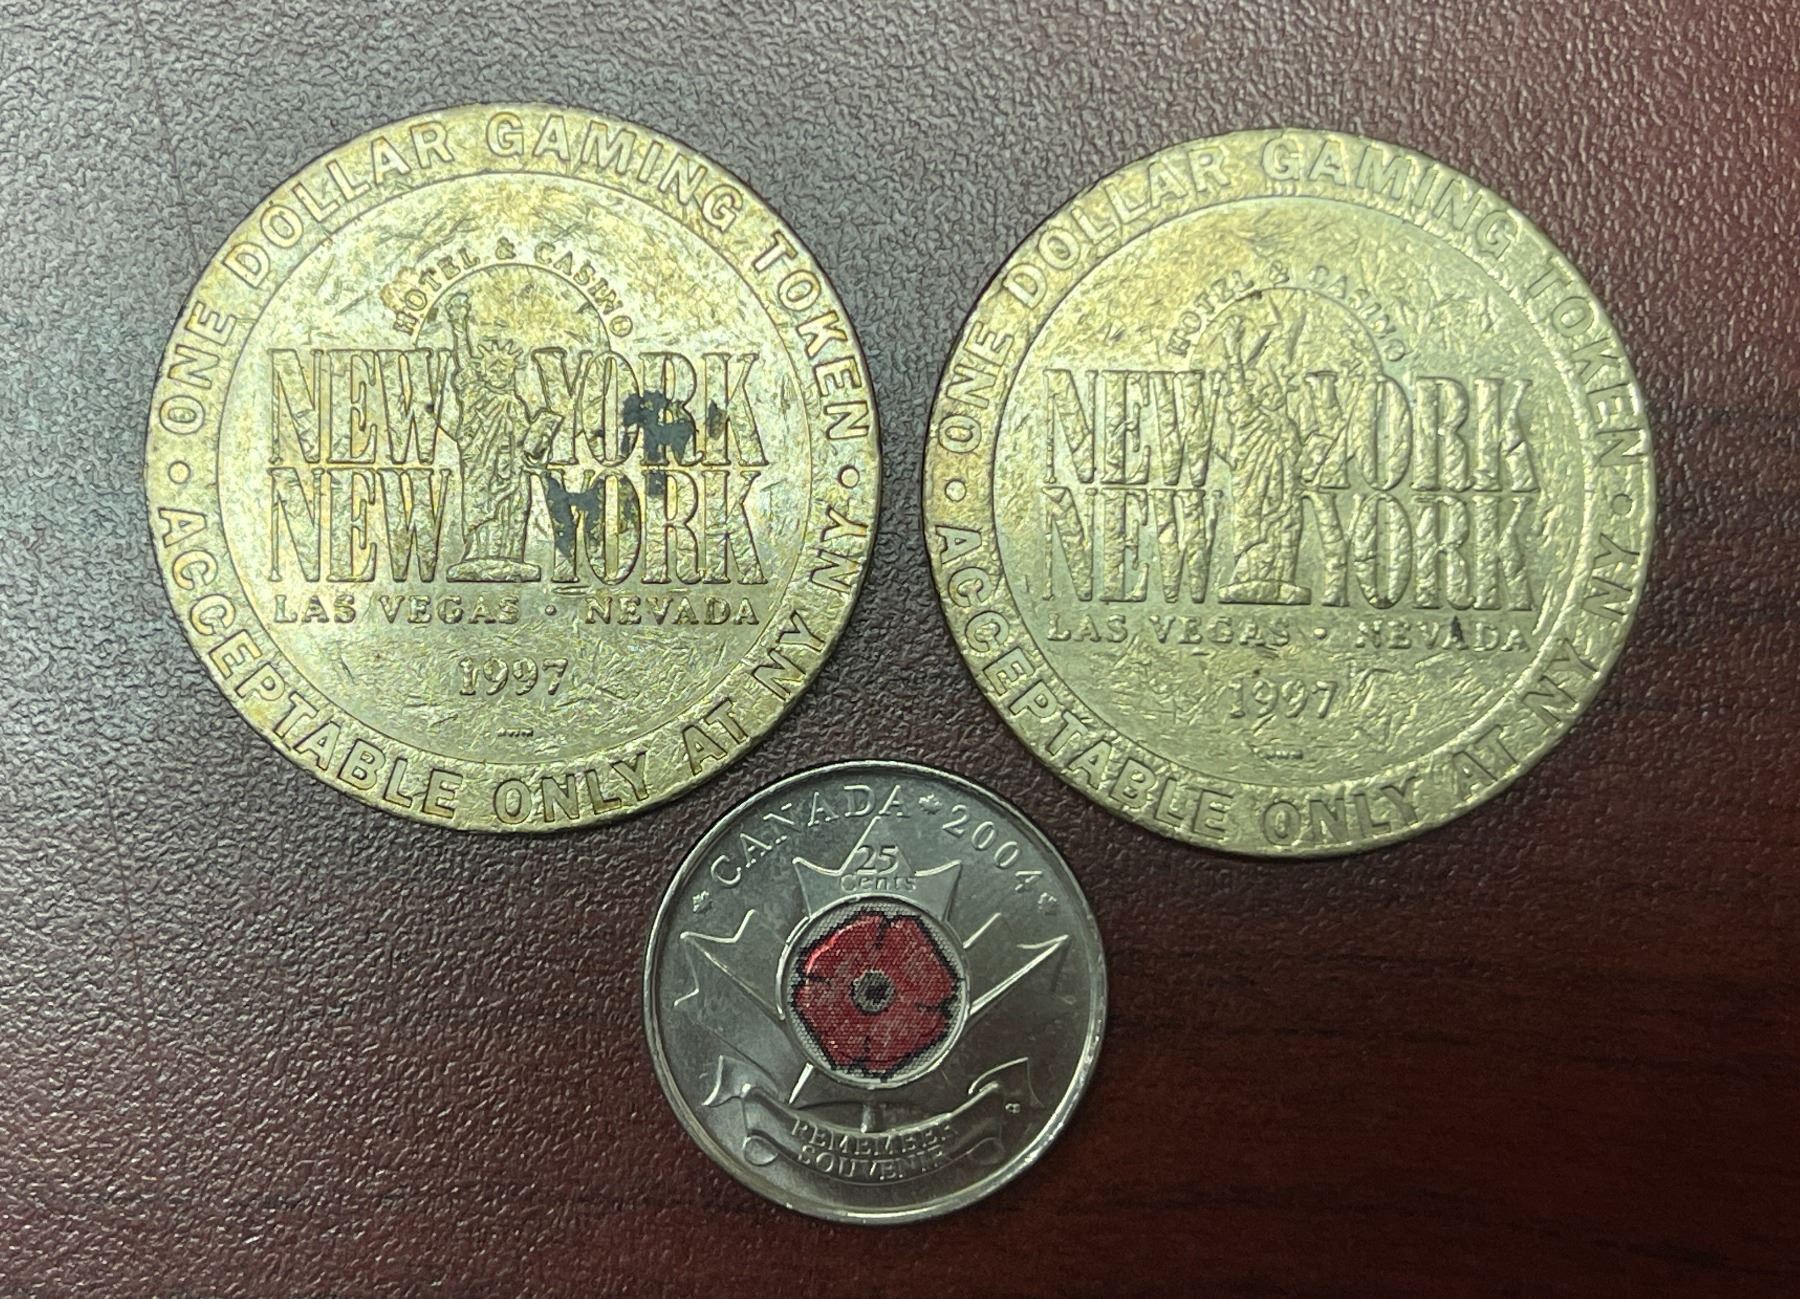 ONE DOLLAR GAMING TOKEN
HOTEL & CASINO
NEW YORK
NEW YORK
LAS VEGAS · NEVADA
1997
· ACCEPTABLE ONLY AT NY NY ·
ONE DOLLAR GAMING TOKEN
HOTEL & CASINO
NEW YORK
NEW YORK
LAS VEGAS · NEVADA
1997
· ACCEPTABLE ONLY AT NY NY ·
CANADA 2004
25
Cents
REMEMBER
SOUVENIR